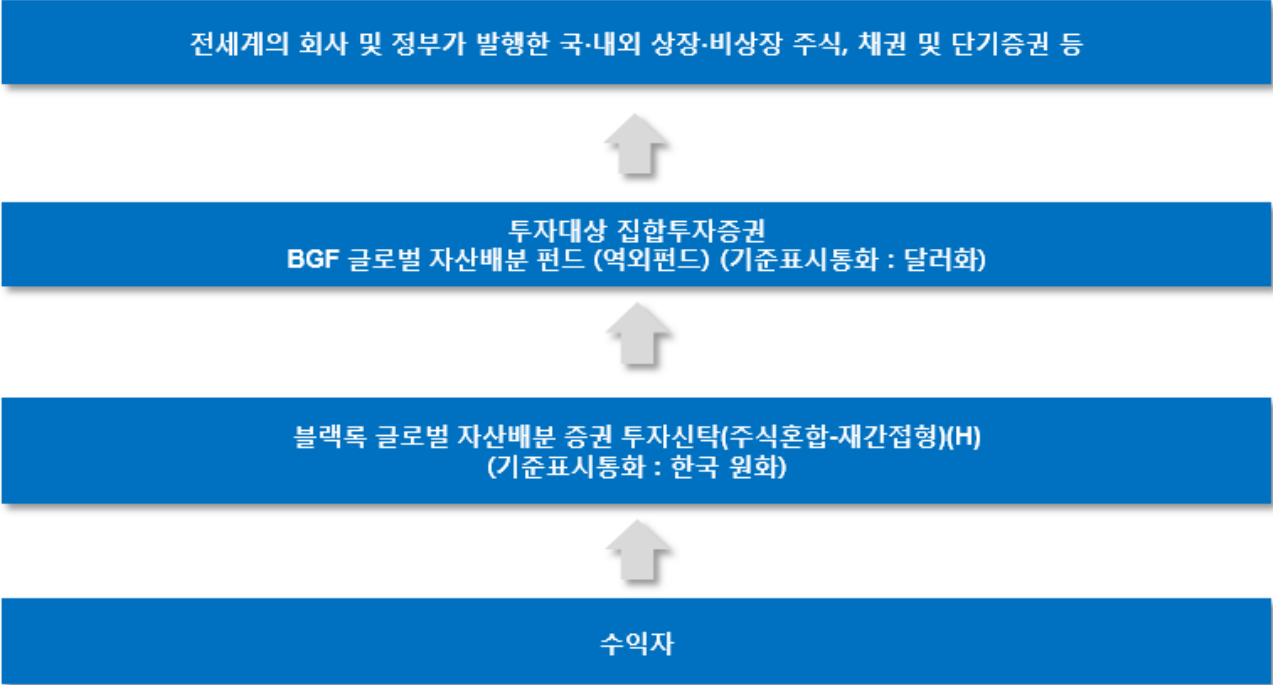 전세계의 회사 및 정부가 발행한 국·내외 상장·비상장 주식, 채권 및 단기증권 등
투자대상 집합투자증권
BGF 글로벌 자산배분 펀드 (역외펀드) (기준표시통화 : 달러화)
블랙록 글로벌 자산배분 증권 투자신탁(주식혼합-재간접형)(H)
(기준표시통화 : 한국 원화)
수익자